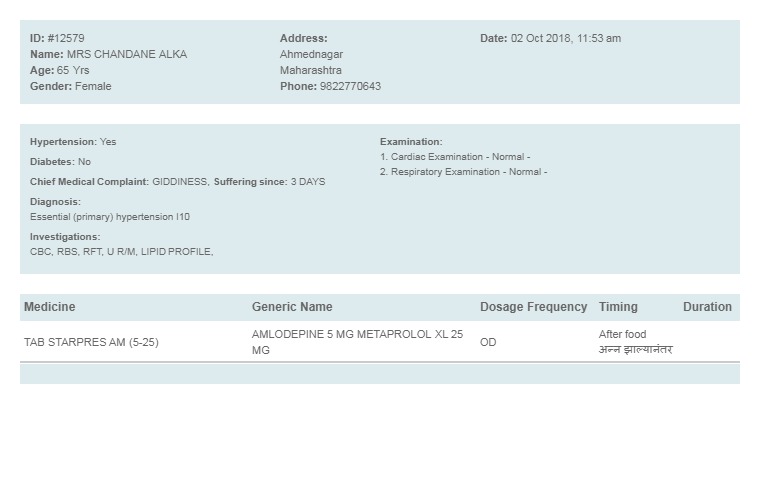 ID: #12579
Name: MRS CHANDANE ALKA
Age: 65 Yrs
Gender: Female
Address:
Ahmednagar
Maharashtra
Phone: 9822770643
Date: 02 Oct 2018, 11:53 am
Hypertension: Yes
Diabetes: No
Chief Medical Complaint: GIDDINESS, Suffering since: 3 DAYS
Diagnosis:
Essential (primary) hypertension I10
Investigations:
CBC, RBS, RFT, U R/M, LIPID PROFILE,
Examination:
1. Cardiac Examination - Normal -
2. Respiratory Examination - Normal -
Medicine Generic Name Dosage Frequency Timing Duration
TAB STARPRES AM (5-25)
AMLODEPINE 5 MG METAPROLOL XL 25
MG
OD
After food
अन्न झाल्यानंतर